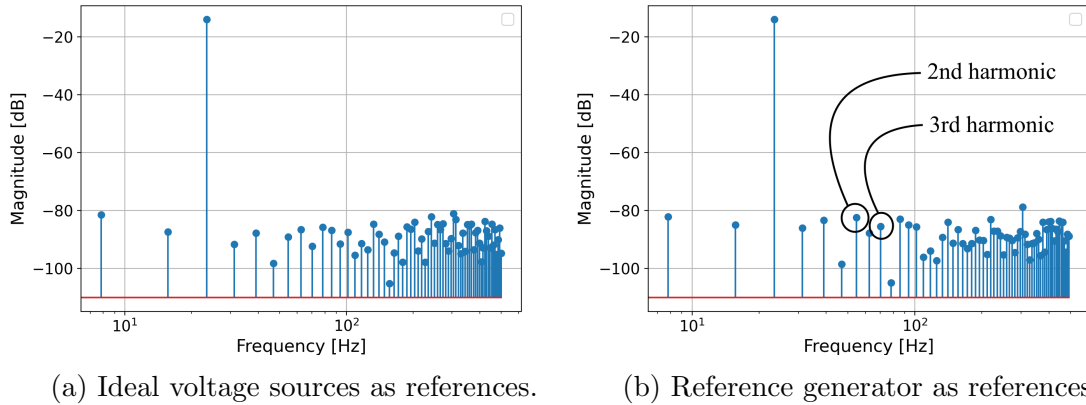 −20
−40
−60
−80
−100
Magnitude [dB]
10¹
10²
Frequency [Hz]
(a) Ideal voltage sources as references.
−20
−40
−60
−80
−100
Magnitude [dB]
2nd harmonic
3rd harmonic
10¹
10²
Frequency [Hz]
(b) Reference generator as references